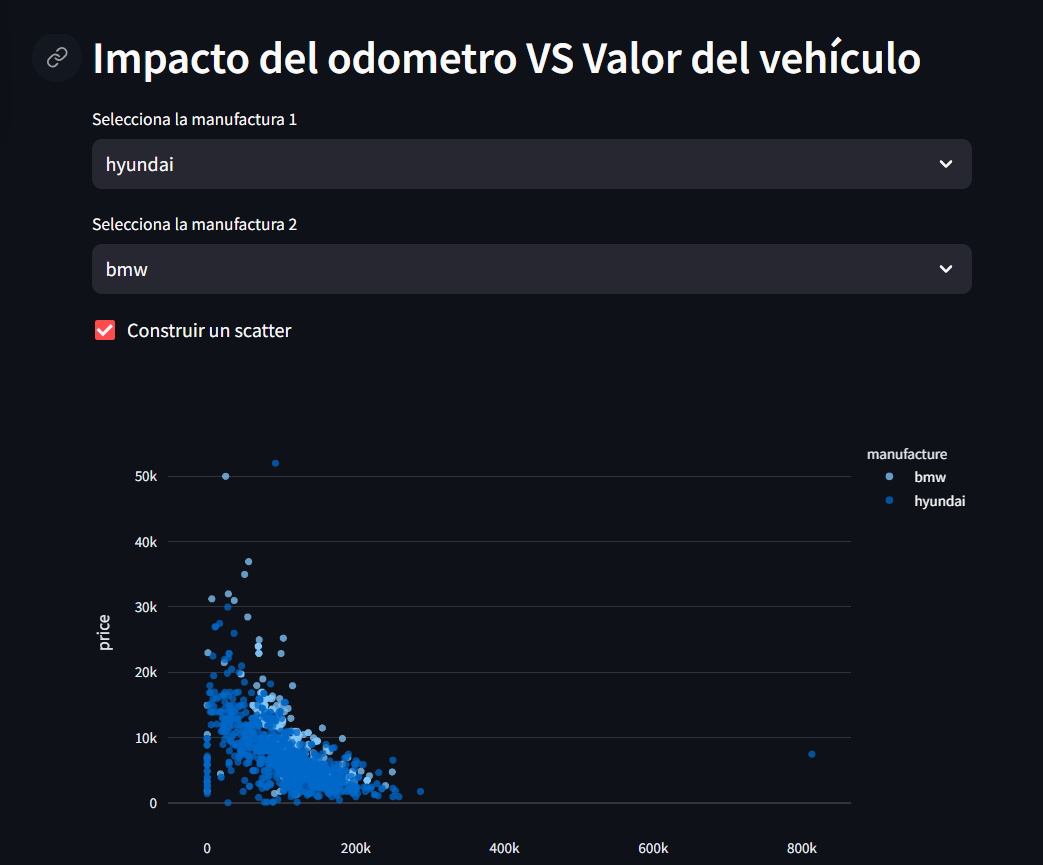 Impacto del odometro VS Valor del vehículo
Selecciona la manufactura 1
hyundai
Selecciona la manufactura 2
bmw
Construir un scatter
manufacture
bmw
hyundai
price
50k
40k
30k
20k
10k
0
0 200k 400k 600k 800k